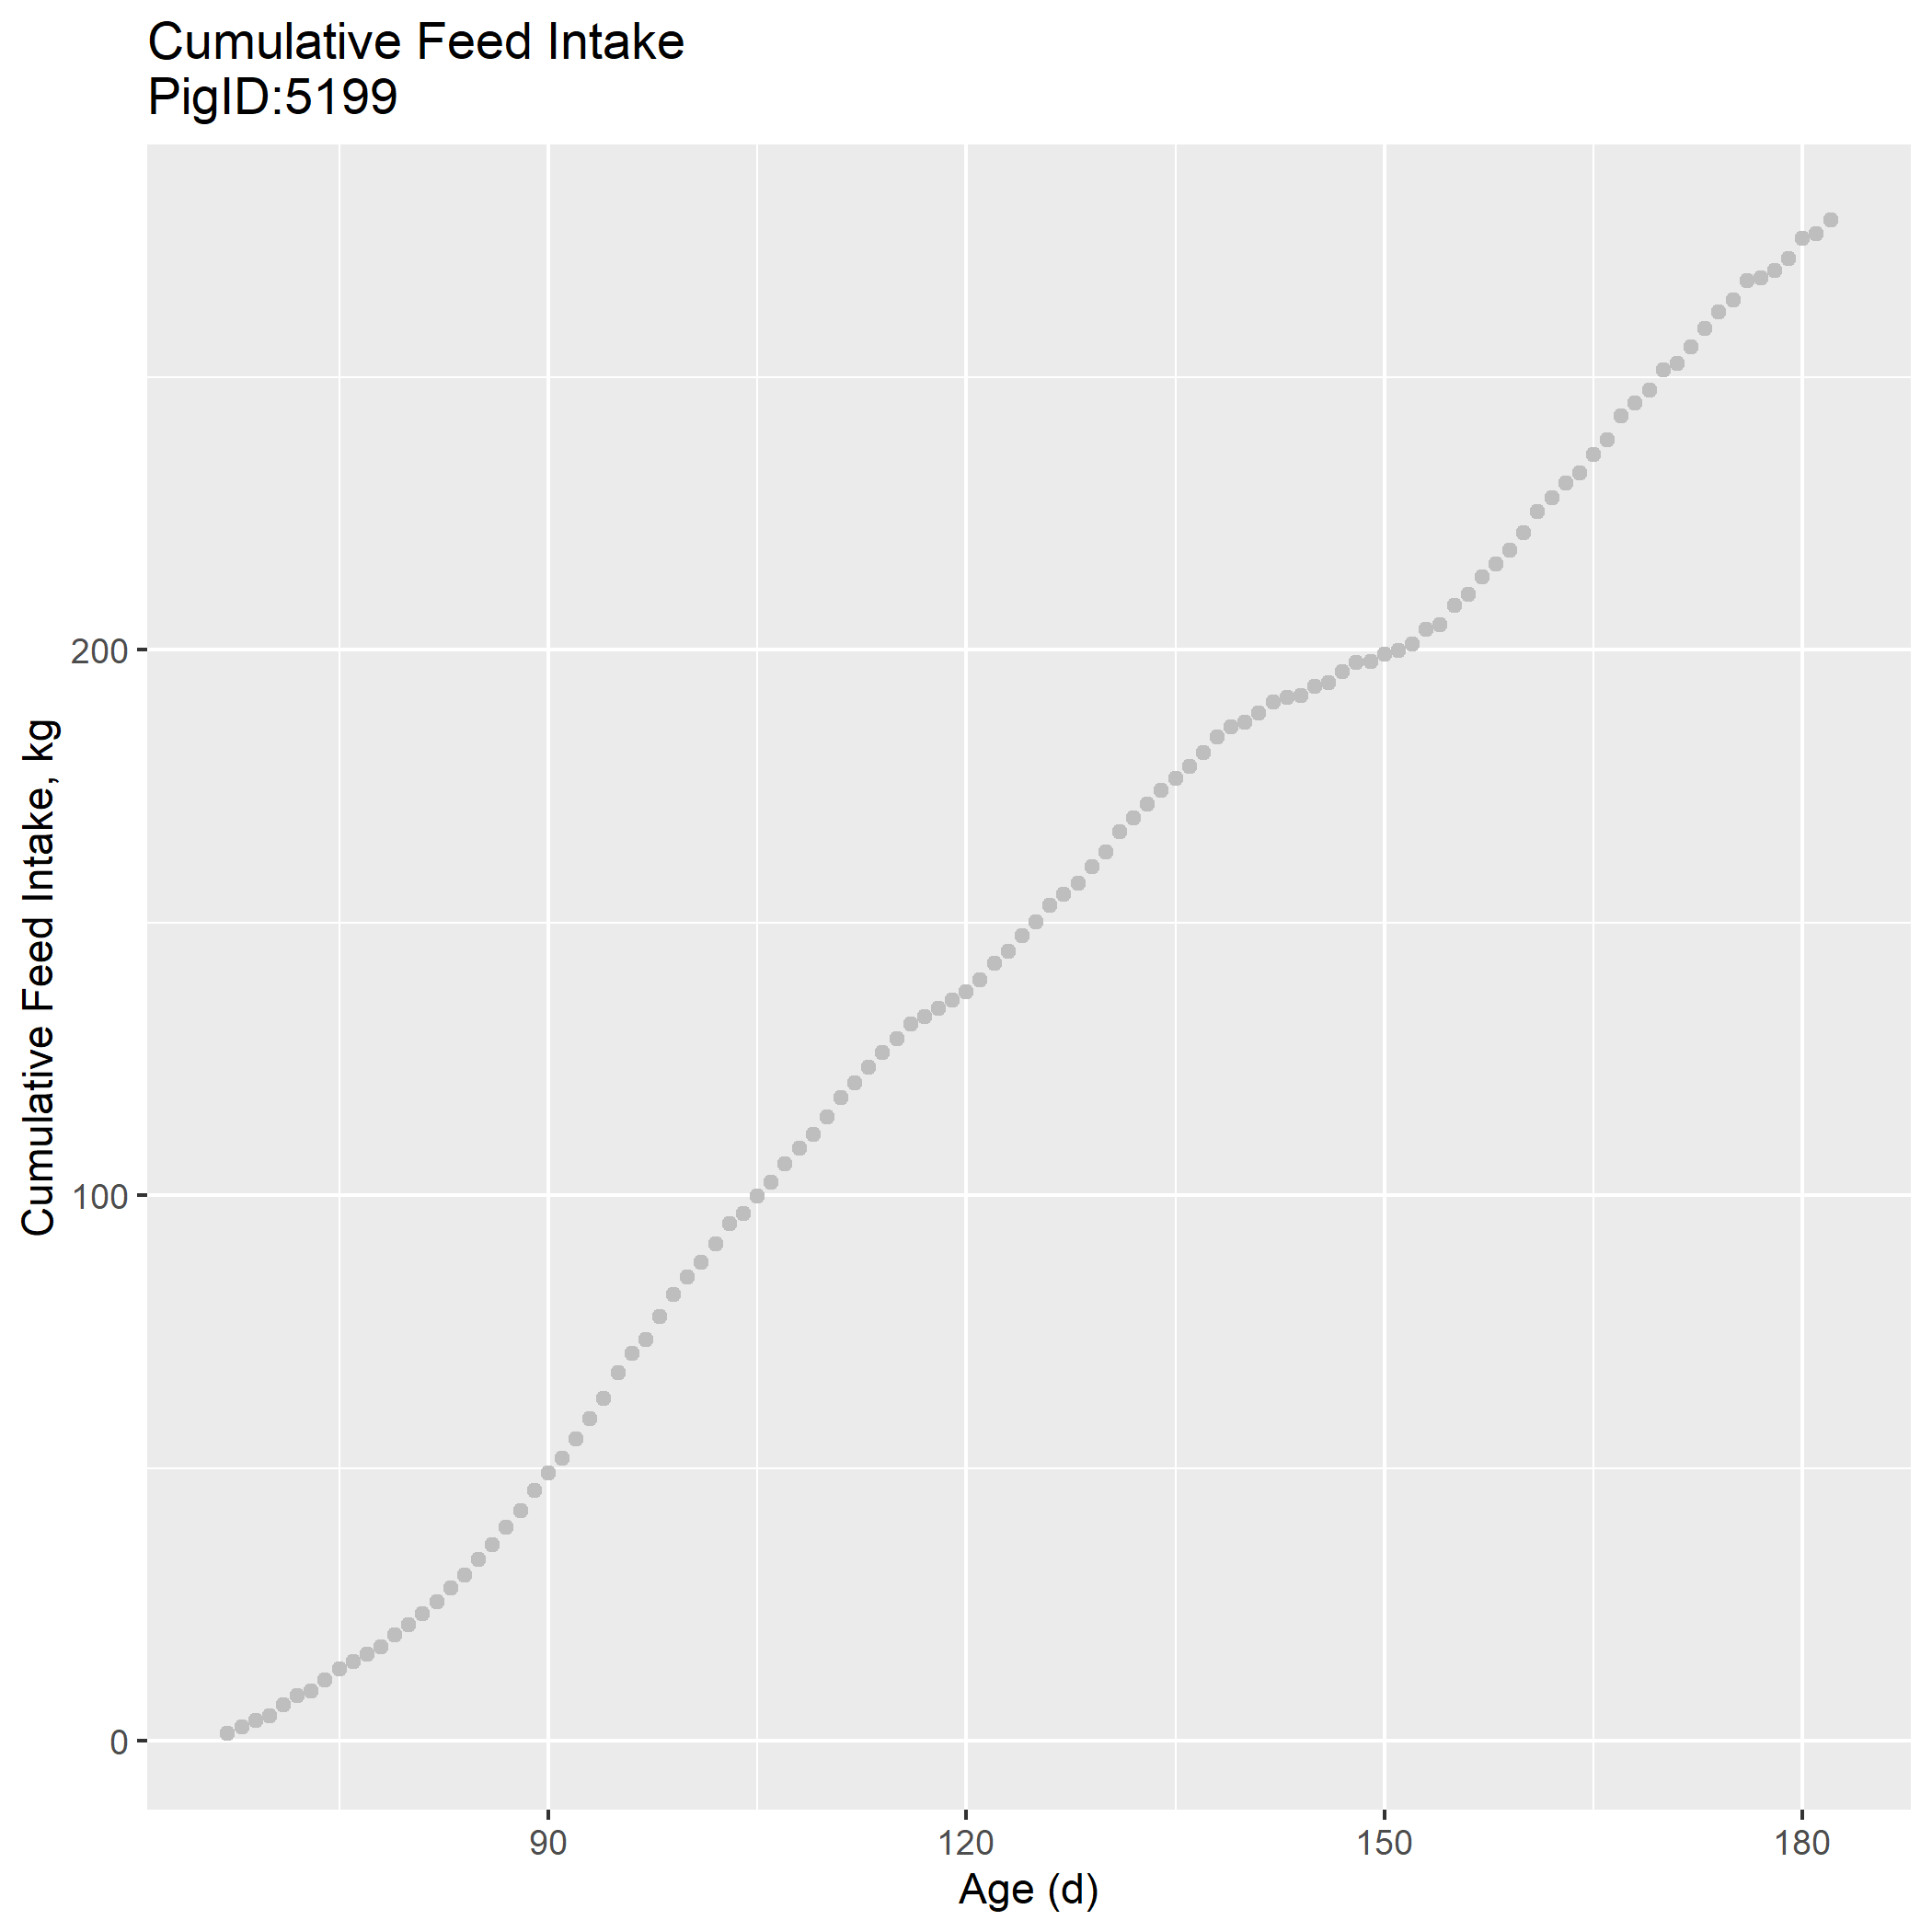 Cumulative Feed Intake
PigID:5199
Cumulative Feed Intake, kg
200
100
0
90
120
150
180
Age (d)